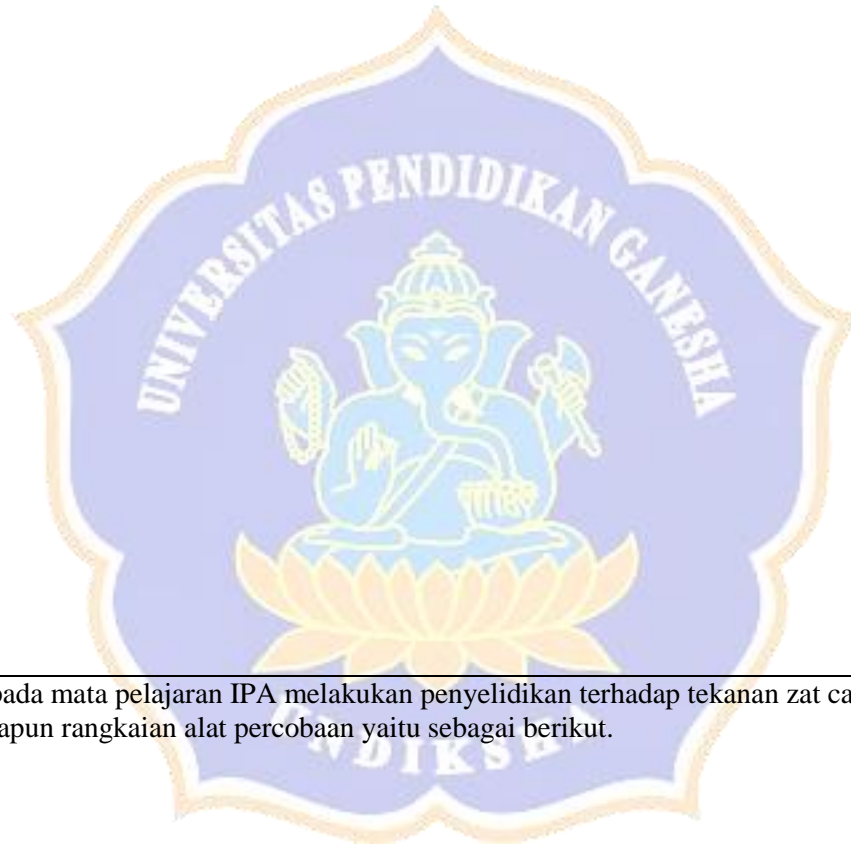 UNIVERSITAS PENDIDIKAN GANESHA
pada mata pelajaran IPA melakukan penyelidikan terhadap tekanan zat ca
apun rangkaian alat percobaan yaitu sebagai berikut.
UNDIKSHA